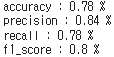 accuracy : 0.78 %
precision : 0.84 %
recall : 0.78 %
f1_score : 0.8 %